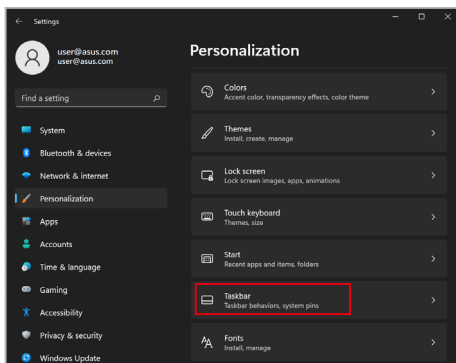 Settings
user@asus.com
user@asus.com
Find a setting
System
Bluetooth & devices
Network & internet
Personalization
Apps
Accounts
Time & language
Gaming
Accessibility
Privacy & security
Windows Update
Personalization
Colors
Accent color, transparency effects, color theme
Themes
Install, create, manage
Lock screen
Lock screen images, apps, animations
Touch keyboard
Themes, size
Start
Recent apps and items, folders
Taskbar
Taskbar behaviors, system pins
Fonts
Install, manage